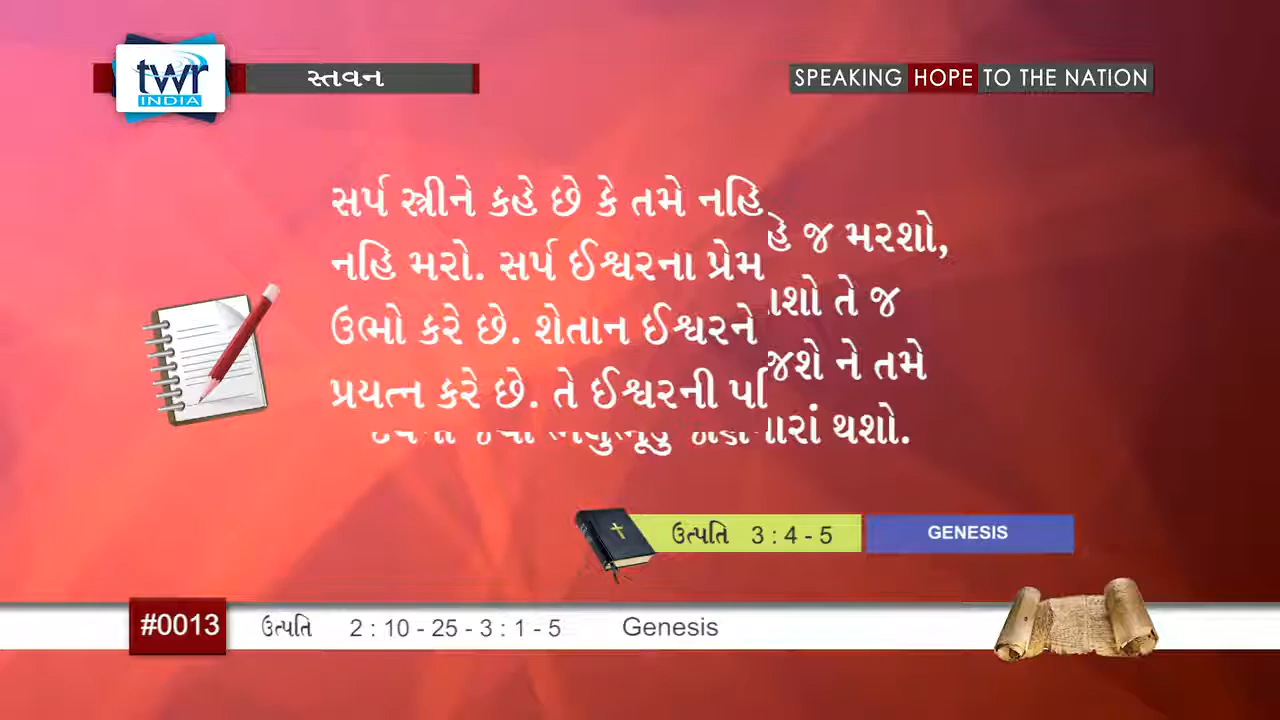 twr
INDIA
સ્તવન
SPEAKING HOPE TO THE NATION
સર્પ સ્ત્રીને કહે છે કે તમે નહિ
જ મરશો,
નહિ મરો. સર્પ ઈશ્વરના પ્રેમ
તે જ
ઉભો કરે છે. શેતાન ઈશ્વરને
ને તમે
પ્રયત્ન કરે છે. તે ઈશ્વરની
થશો.
ઉત્પતિ 3 : 4 - 5
GENESIS
#0013
ઉત્પતિ 2 : 10 - 25 - 3 : 1 - 5 Genesis